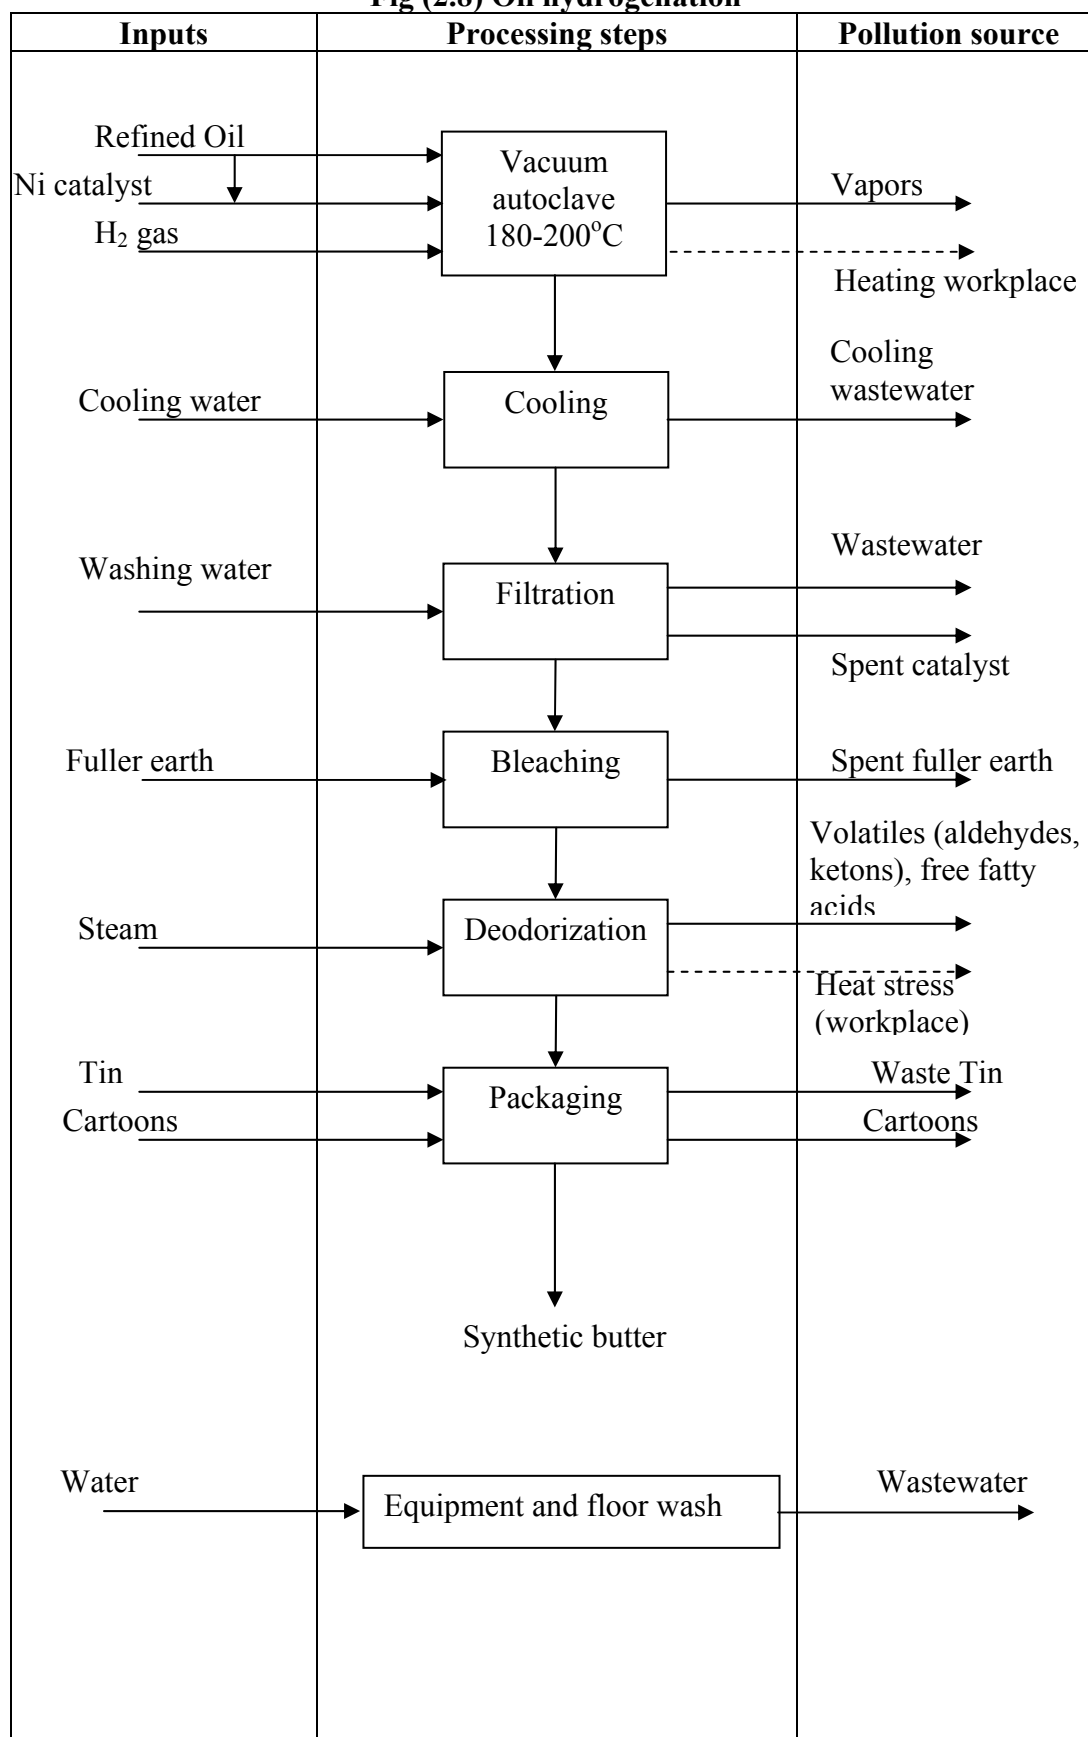 Fig (2.8) Oil hydrogenation
Inputs
Processing steps
Pollution source
Refined Oil
Ni catalyst
H₂ gas
Vacuum
autoclave
180-200°C
Vapors
Heating workplace
Cooling water
Cooling
Cooling
wastewater
Washing water
Filtration
Wastewater
Spent catalyst
Fuller earth
Bleaching
Spent fuller earth
Steam
Deodorization
Volatiles (aldehydes,
ketons), free fatty
acids
Heat stress
(workplace)
Tin
Cartoons
Packaging
Waste Tin
Cartoons
Synthetic butter
Water
Equipment and floor wash
Wastewater